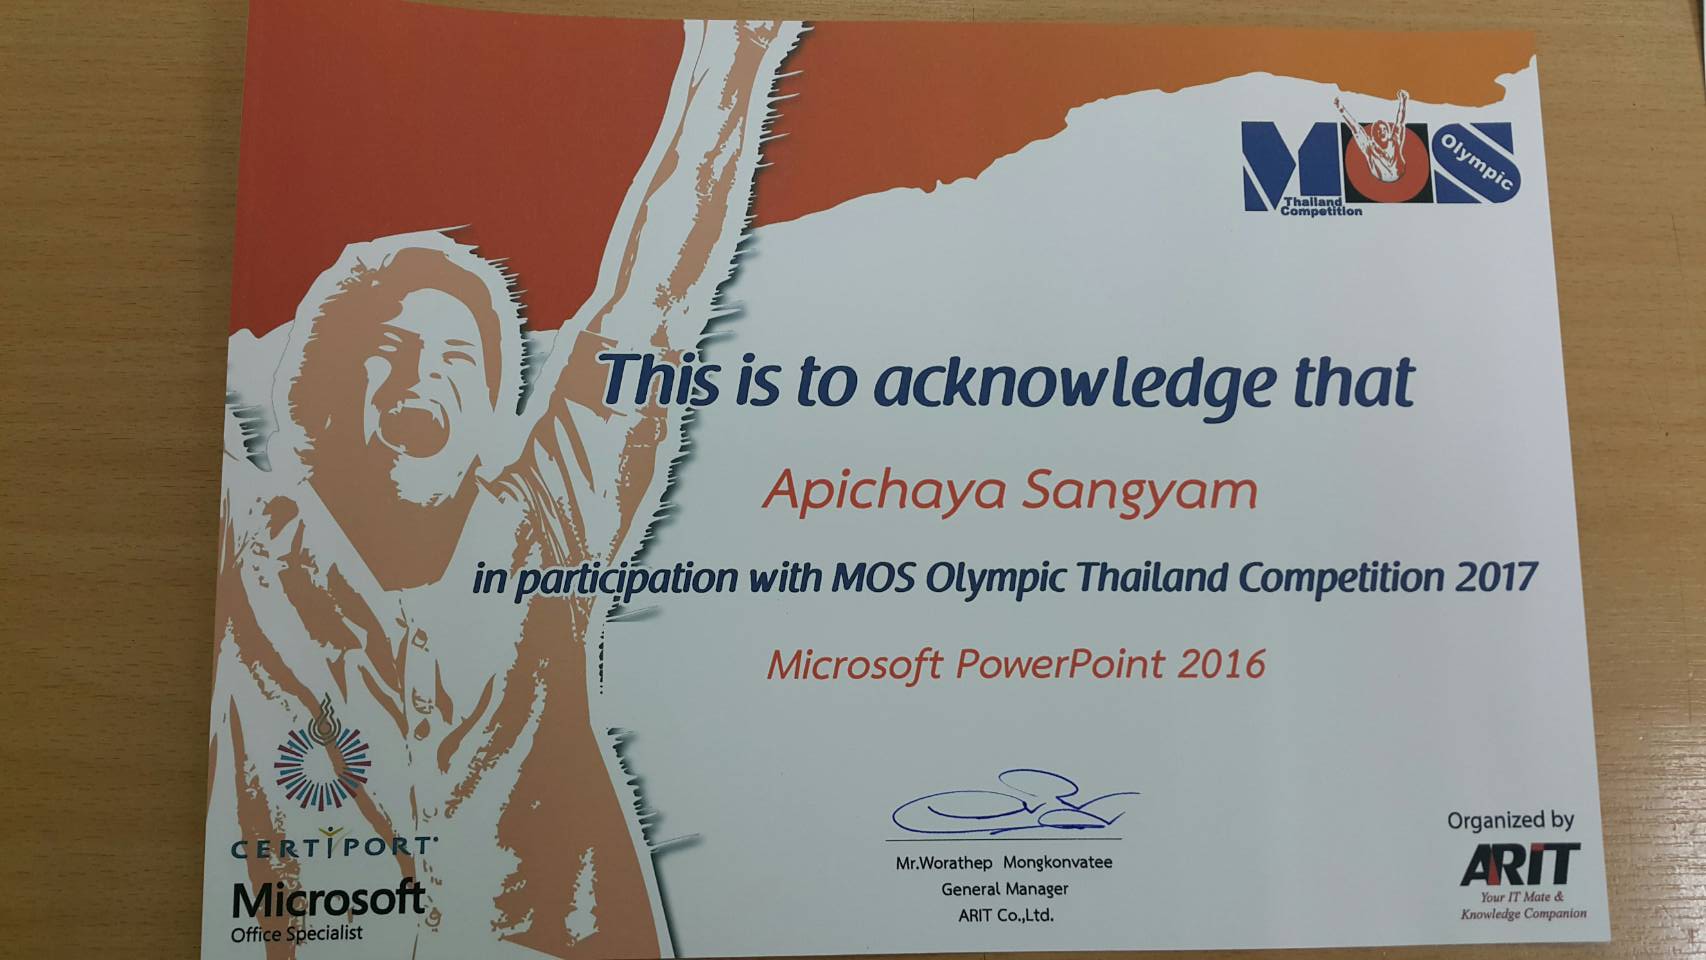 MOS
Olympic
Thailand
Competition
This is to acknowledge that
Apichaya Sangyam
in participation with MOS Olympic Thailand Competition 2017
Microsoft PowerPoint 2016
Mr.Worathep Mongkonvatee
General Manager
ARIT Co.,Ltd.
CERTIPORT
Microsoft
Office Specialist
Organized by
ARIT
Your IT Mate &
Knowledge Companion